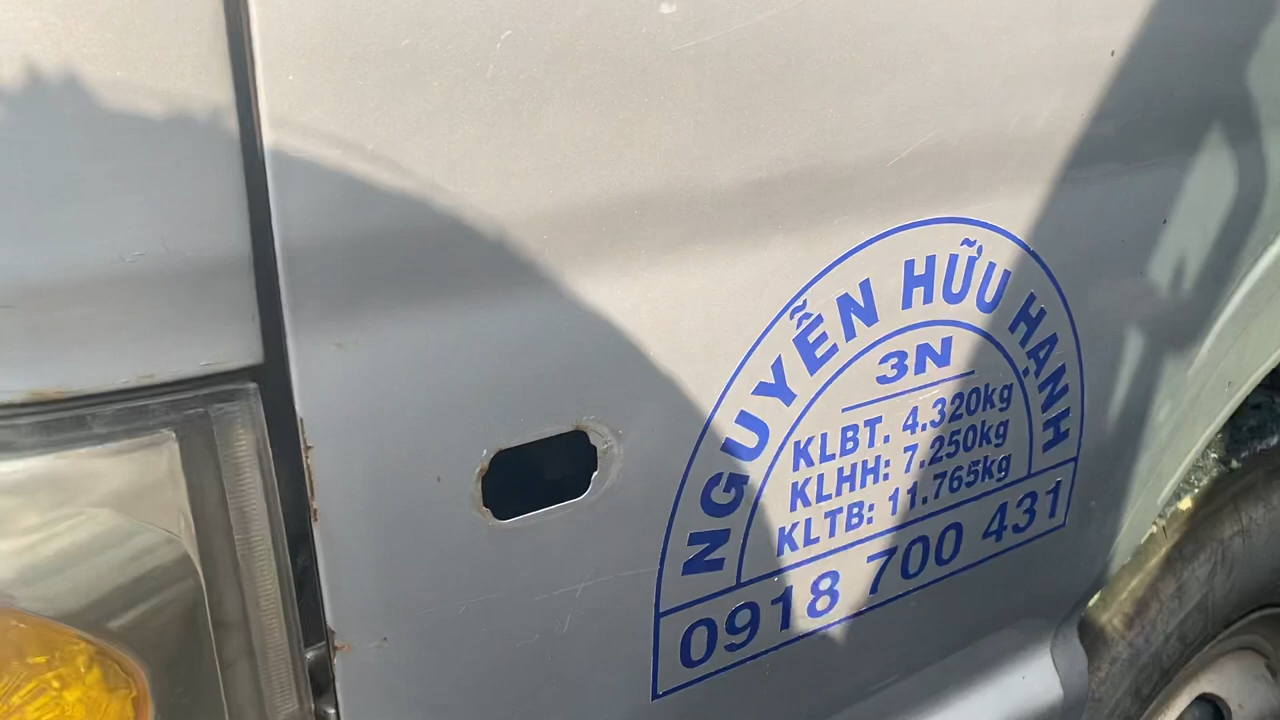 NGUYỄN HỮU HẠNH
3N
KLBT. 4.320kg
KLHH: 7.250kg
KLTB: 11.765kg
0918 700 431